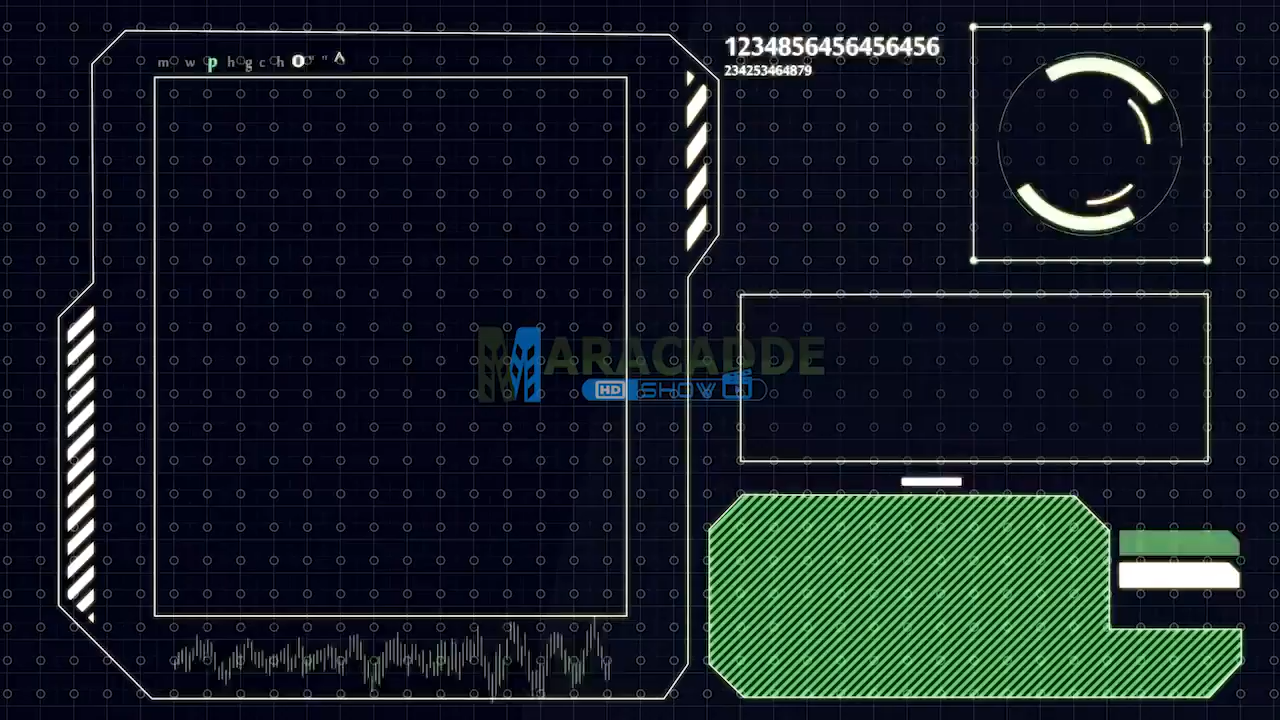 m w p h g c h o " " ^
1234856456456456
234253464879
MARACADDE
HD SHOW